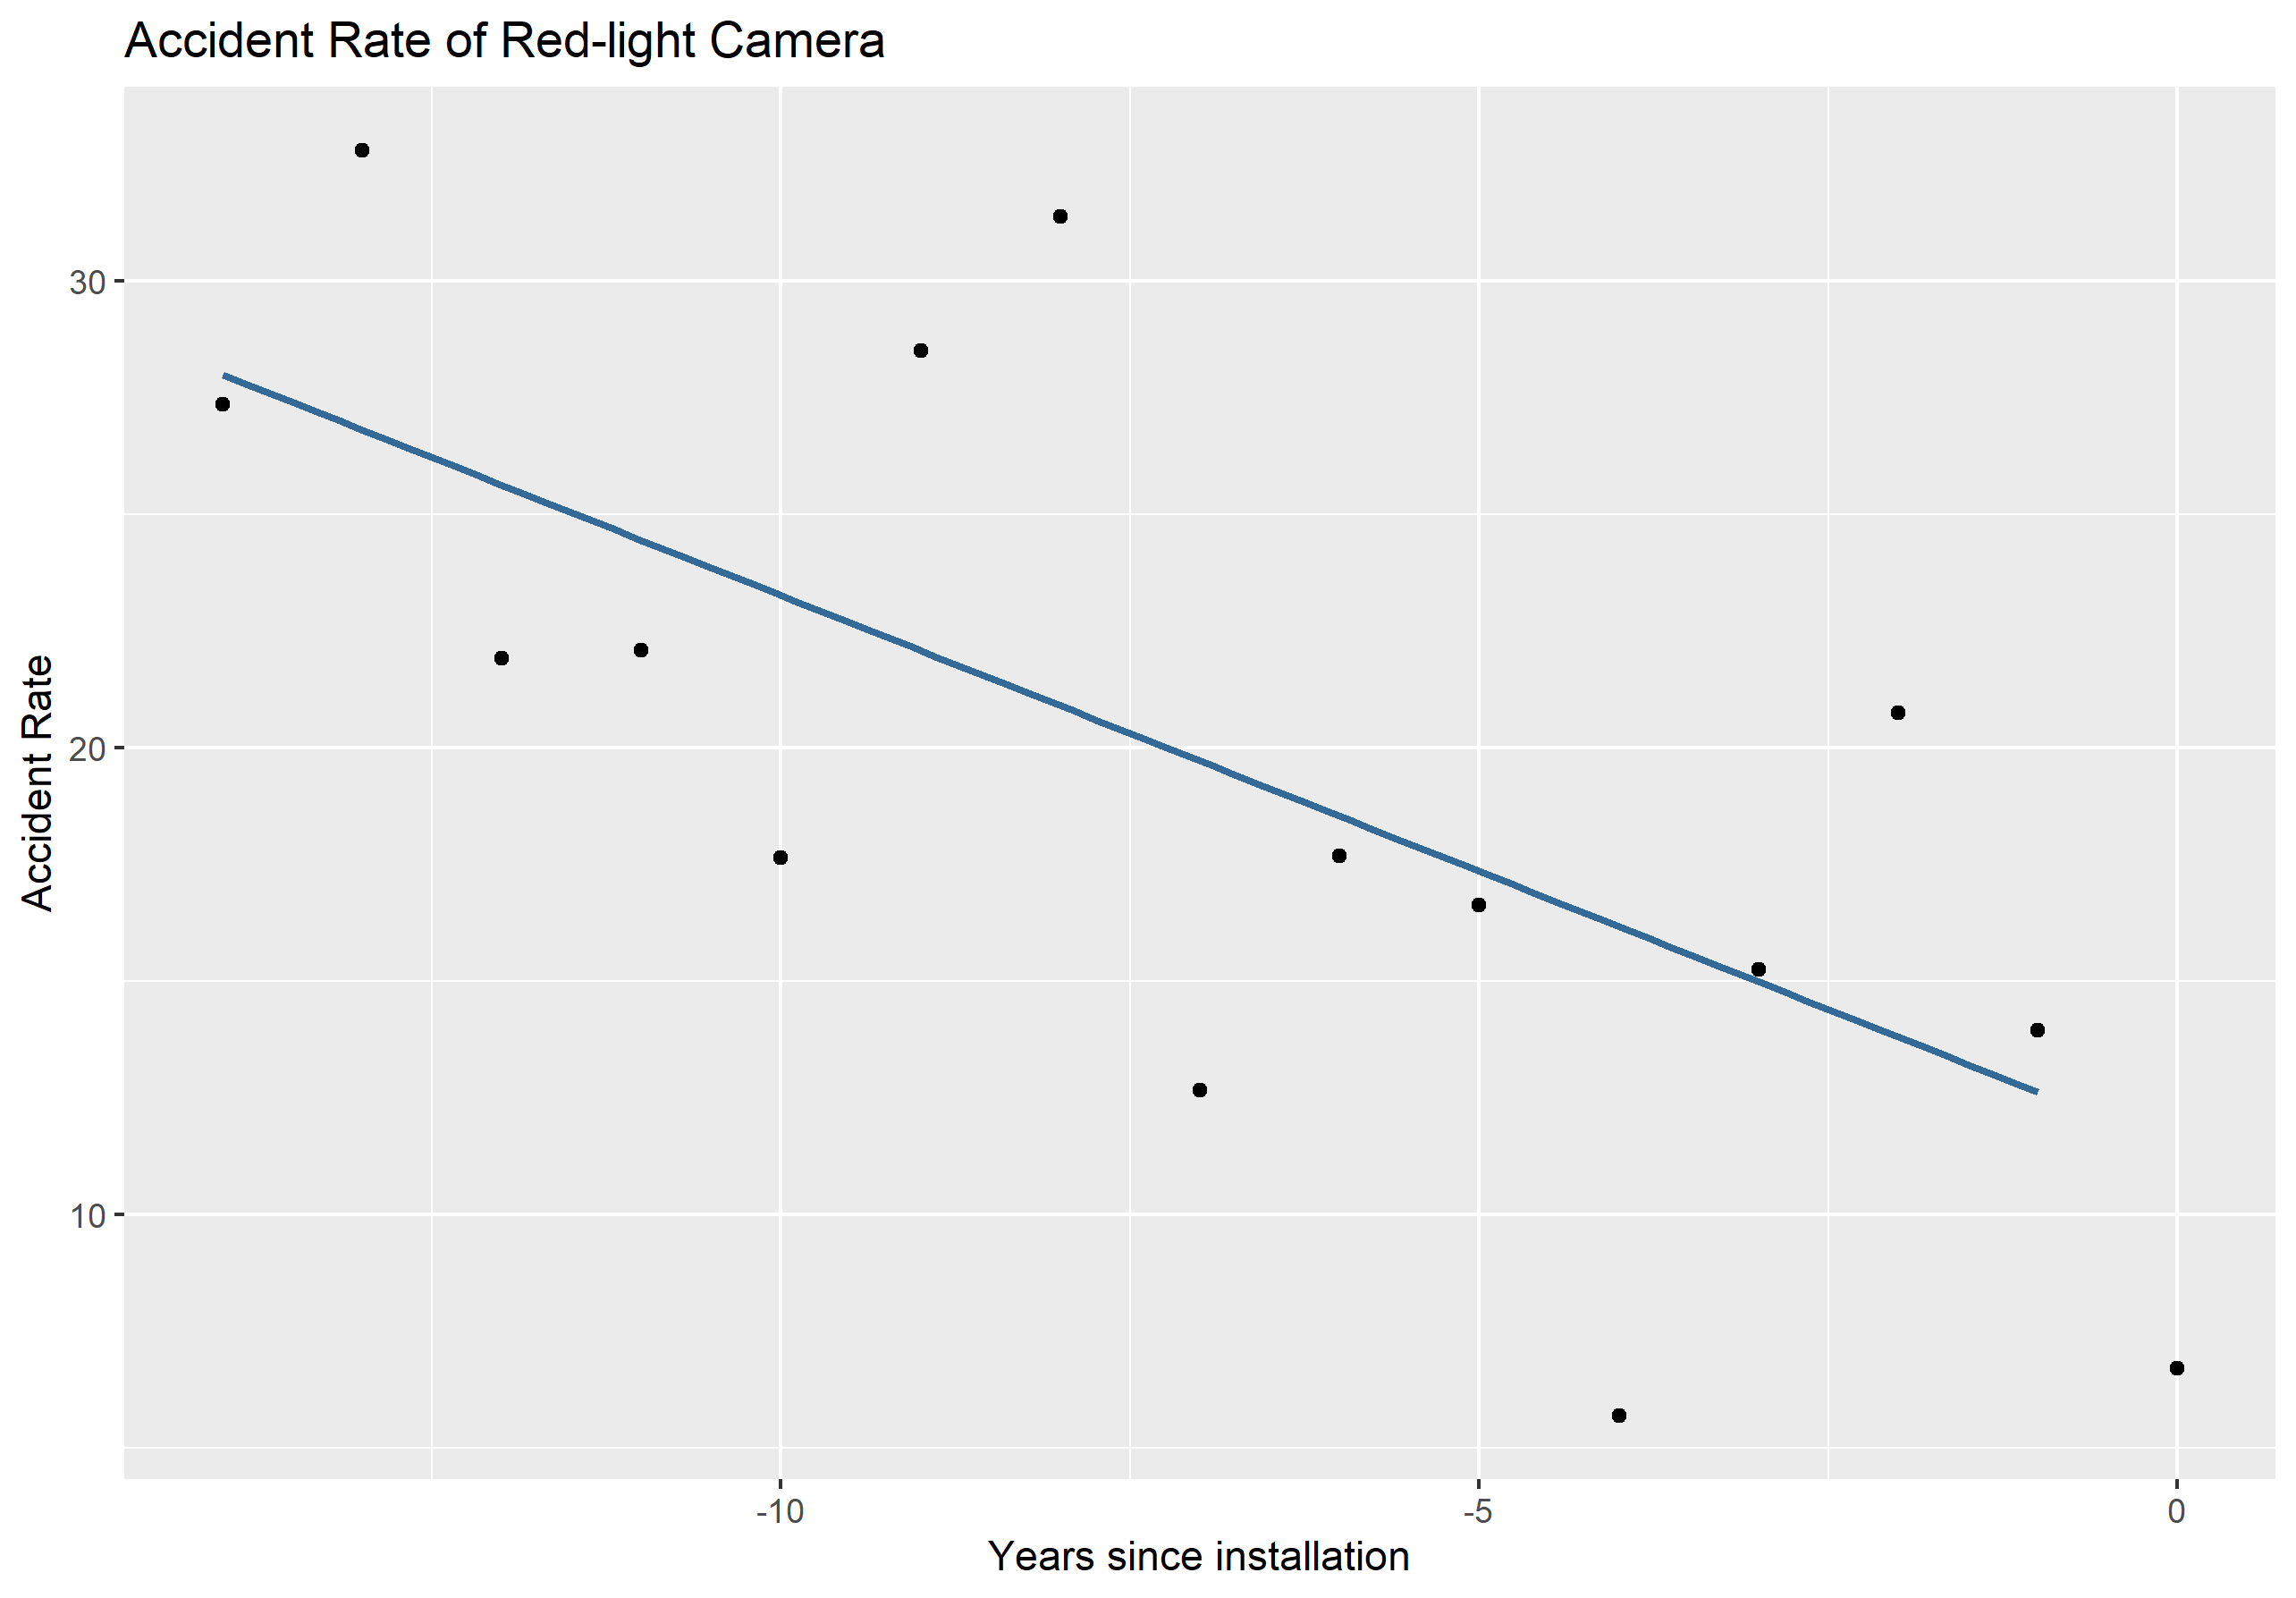 Accident Rate of Red-light Camera
30
20
10
Accident Rate
-10
-5
0
Years since installation